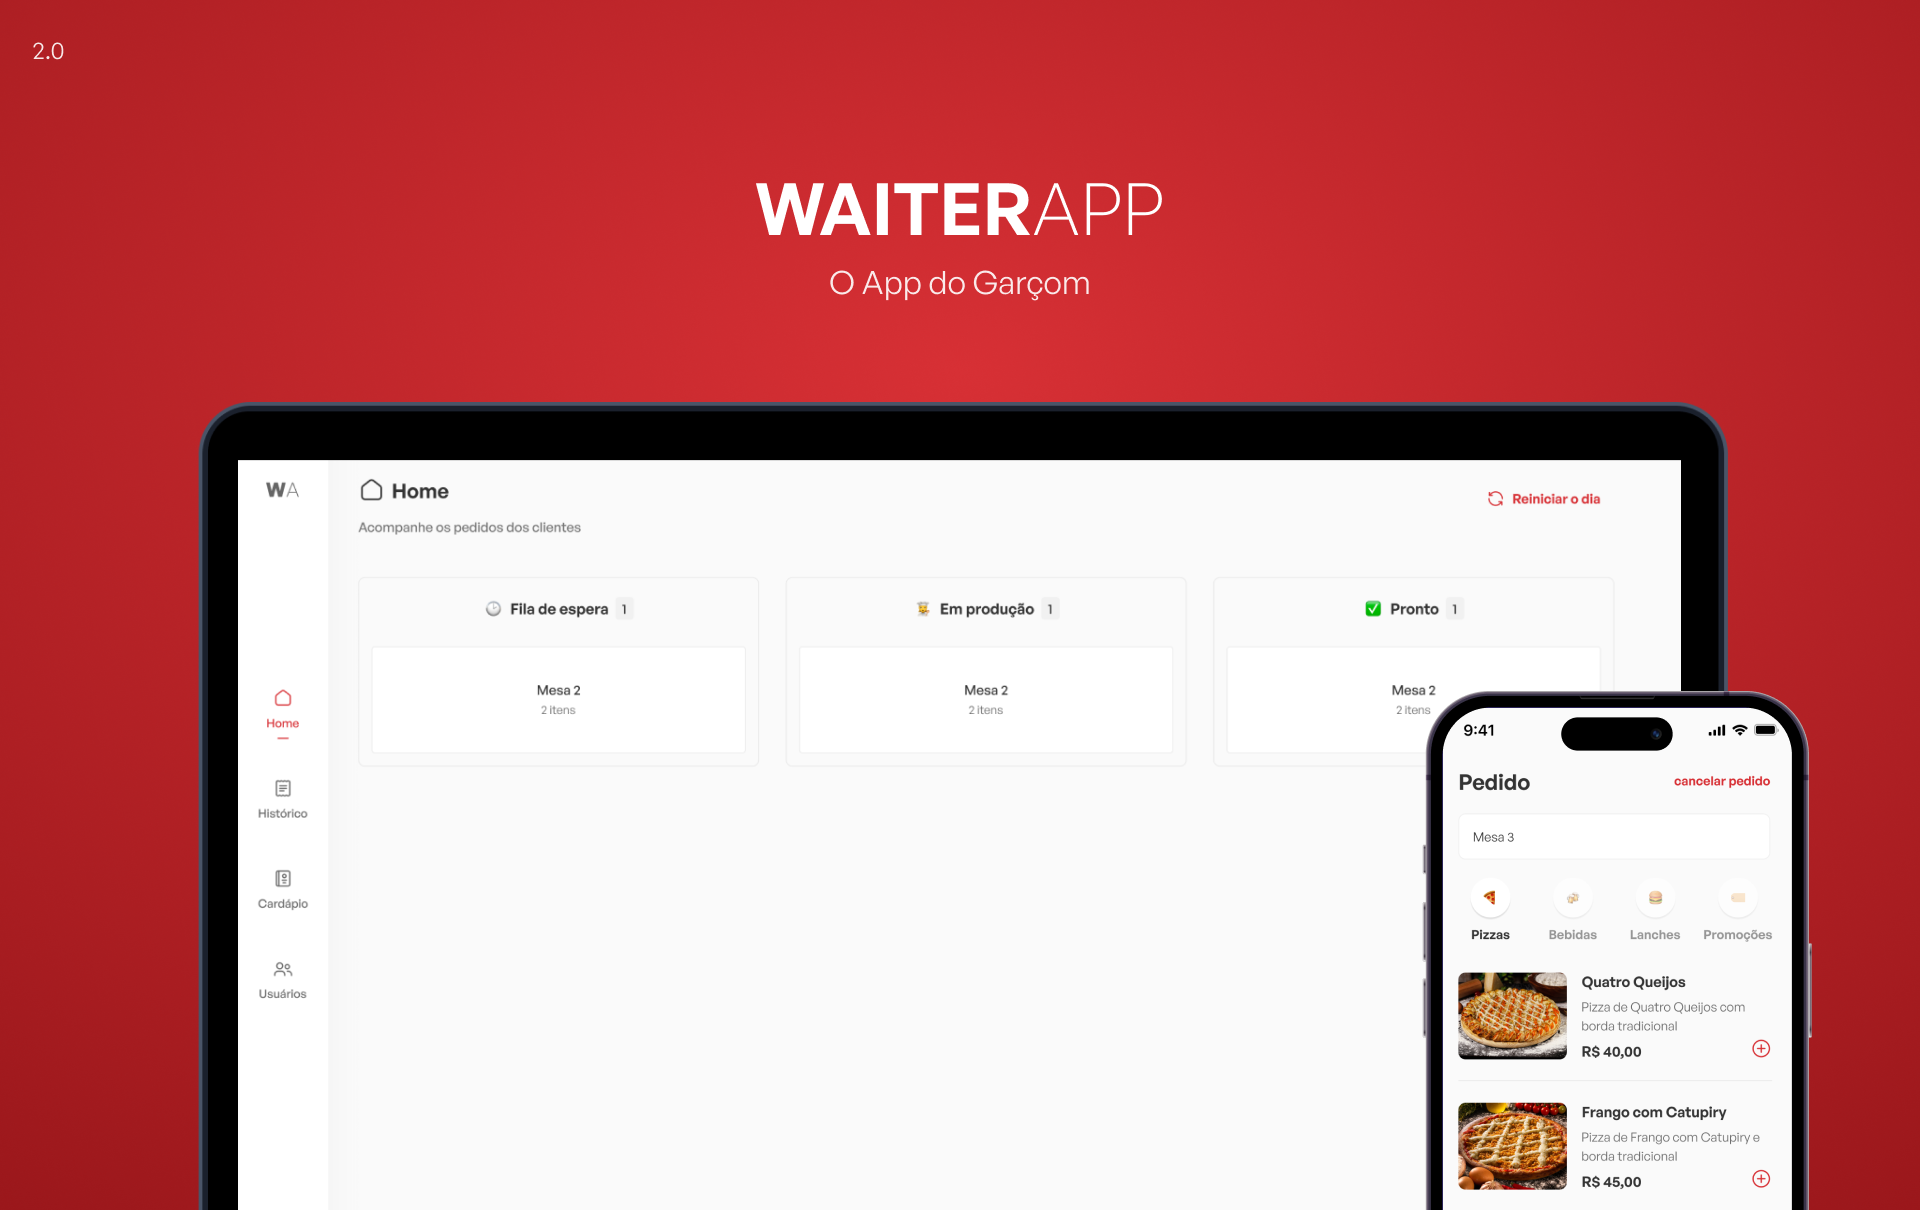 2.0
WAITERAPP
O App do Garçom
WA
Home
Acompanhe os pedidos dos clientes
Reiniciar o dia
Fila de espera 1
Mesa 2
2 itens
Em produção 1
Mesa 2
2 itens
Pronto 1
Mesa 2
2 itens
Home
Histórico
Cardápio
Usuários
9:41
Pedido
cancelar pedido
Mesa 3
Pizzas
Bebidas
Lanches
Promoções
Quatro Queijos
Pizza de Quatro Queijos com
borda tradicional
R$ 40,00
Frango com Catupiry
Pizza de Frango com Catupiry e
borda tradicional
R$ 45,00